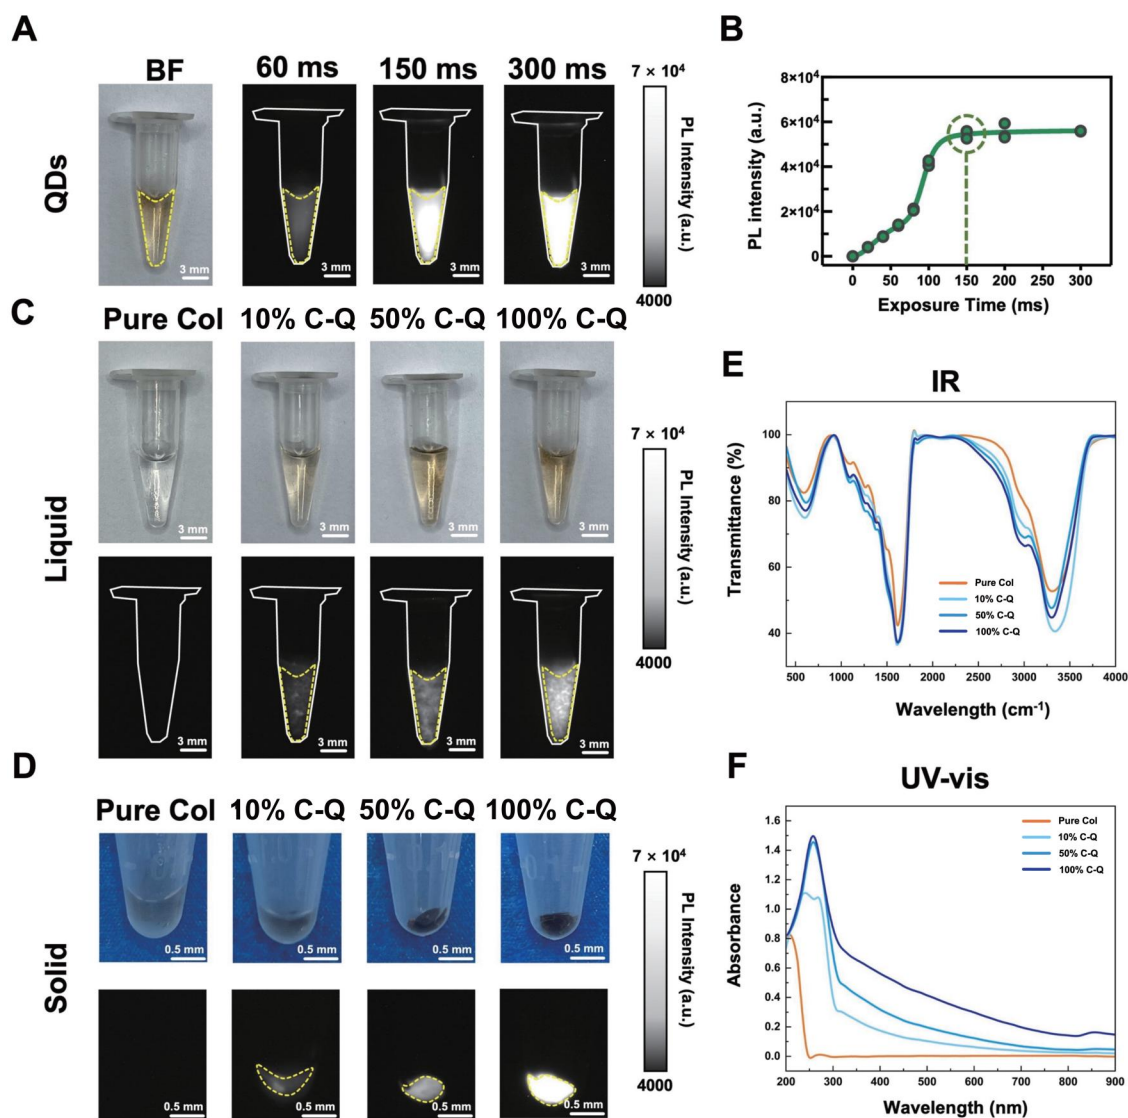 A
BF
60 ms
150 ms
300 ms
QDs
3 mm
3 mm
3 mm
3 mm
7 × 10⁴
PL Intensity (a.u.)
4000
B
8×10⁴
6×10⁴
4×10⁴
2×10⁴
0
PL intensity (a.u.)
0 50 100 150 200 250 300
Exposure Time (ms)
C
Pure Col
10% C-Q
50% C-Q
100% C-Q
Liquid
3 mm
3 mm
3 mm
3 mm
3 mm
3 mm
3 mm
3 mm
7 × 10⁴
PL Intensity (a.u.)
4000
D
Pure Col
10% C-Q
50% C-Q
100% C-Q
Solid
0.5 mm
0.5 mm
0.5 mm
0.5 mm
0.5 mm
0.5 mm
0.5 mm
0.5 mm
7 × 10⁴
PL Intensity (a.u.)
4000
E
IR
100
80
60
40
Transmittance (%)
Pure Col
10% C-Q
50% C-Q
100% C-Q
500 1000 1500 2000 2500 3000 3500 4000
Wavelength (cm⁻¹)
F
UV-vis
1.6
1.4
1.2
1.0
0.8
0.6
0.4
0.2
0.0
Absorbance
Pure Col
10% C-Q
50% C-Q
100% C-Q
200 300 400 500 600 700 800 900
Wavelength (nm)